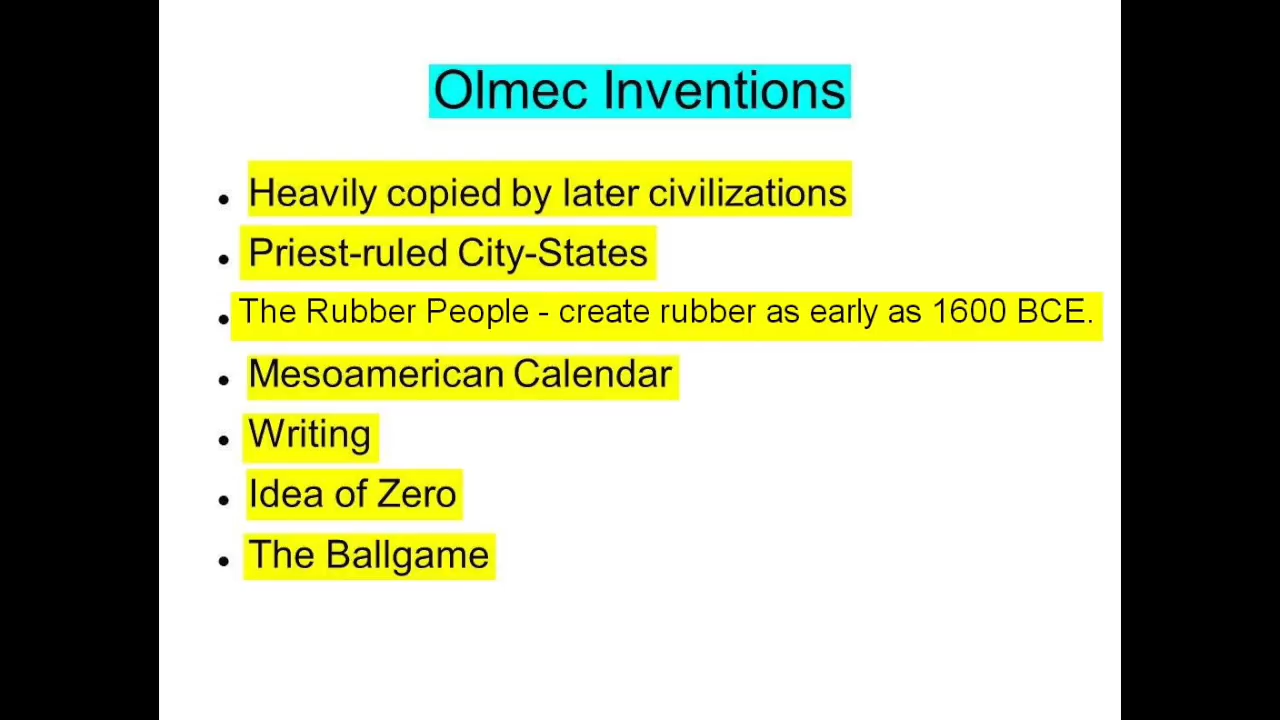 Olmec Inventions
• Heavily copied by later civilizations
• Priest-ruled City-States
• The Rubber People - create rubber as early as 1600 BCE.
• Mesoamerican Calendar
• Writing
• Idea of Zero
• The Ballgame